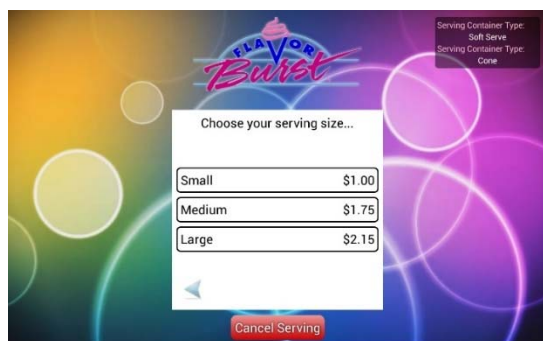 FLAVOR
Burst
Serving Container Type:
Soft Serve
Serving Container Type:
Cone
Choose your serving size...
Small $1.00
Medium $1.75
Large $2.15
Cancel Serving